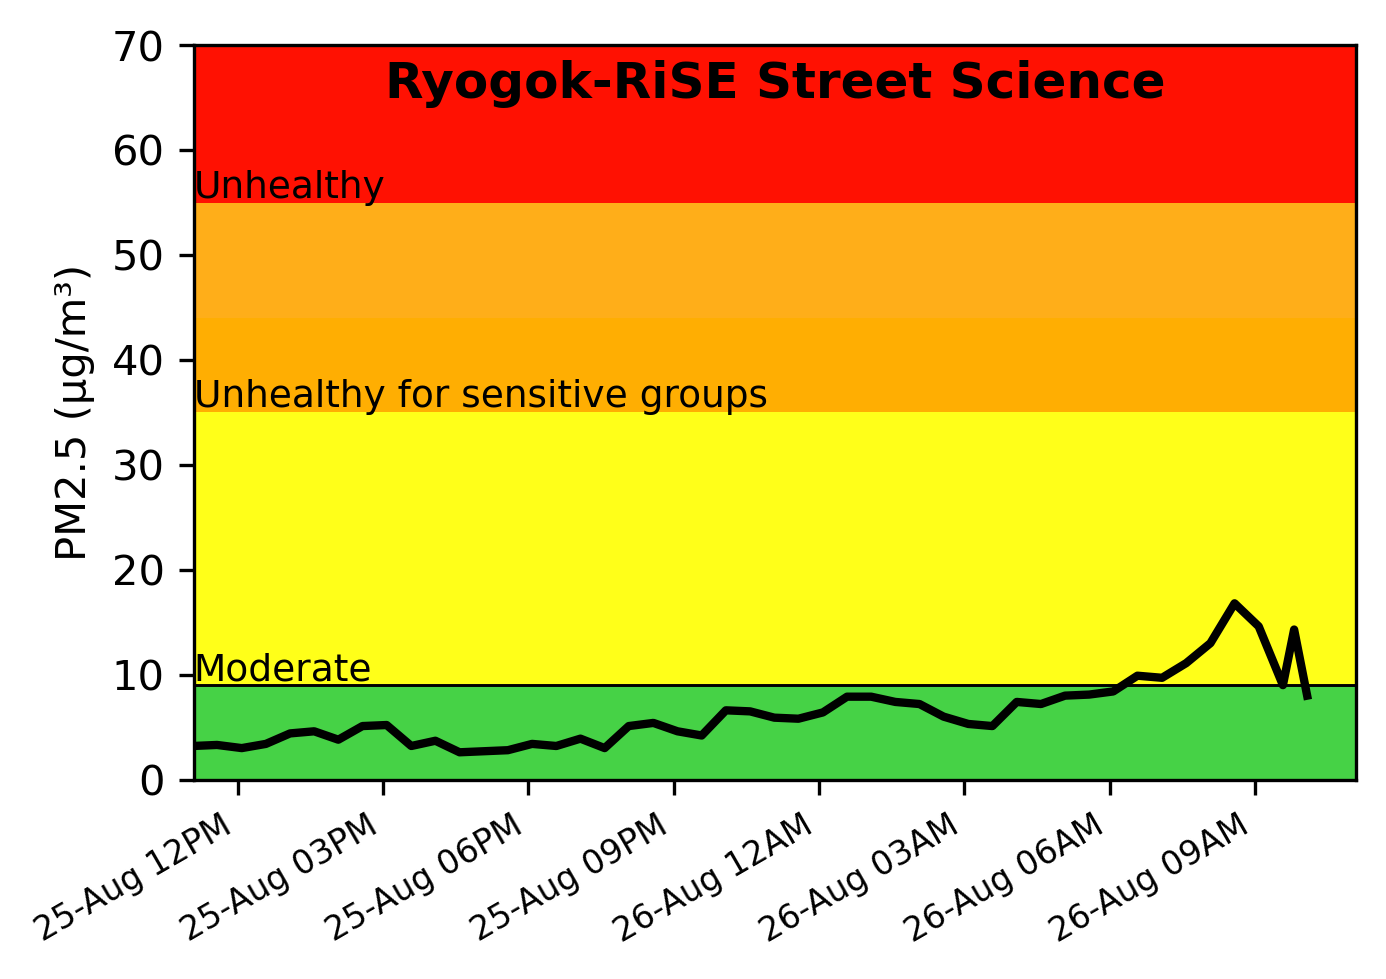 Ryogok-RiSE Street Science
70
60
50
40
30
20
10
0
PM2.5 (µg/m³)
Unhealthy
Unhealthy for sensitive groups
Moderate
25-Aug 12PM
25-Aug 03PM
25-Aug 06PM
25-Aug 09PM
26-Aug 12AM
26-Aug 03AM
26-Aug 06AM
26-Aug 09AM